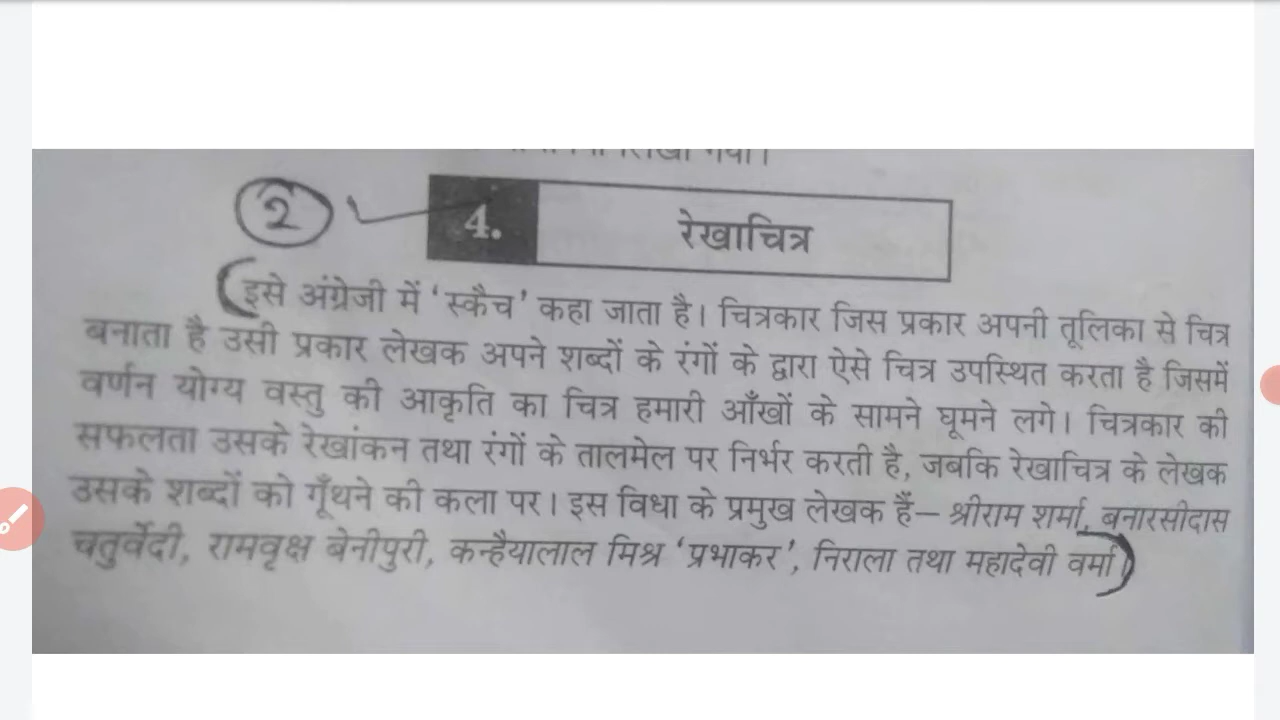 2
4. रेखाचित्र
(इसे अंग्रेजी में ‘स्कैच’ कहा जाता है। चित्रकार जिस प्रकार अपनी तूलिका से चित्र
बनाता है उसी प्रकार लेखक अपने शब्दों के रंगों के द्वारा ऐसे चित्र उपस्थित करता है जिसमें
वर्णन योग्य वस्तु की आकृति का चित्र हमारी आँखों के सामने घूमने लगे। चित्रकार की
सफलता उसके रेखांकन तथा रंगों के तालमेल पर निर्भर करती है, जबकि रेखाचित्र के लेखक
उसके शब्दों को गूँथने की कला पर। इस विधा के प्रमुख लेखक हैं– श्रीराम शर्मा, बनारसीदास
चतुर्वेदी, रामवृक्ष बेनीपुरी, कन्हैयालाल मिश्र ‘प्रभाकर’, निराला तथा महादेवी वर्मा)